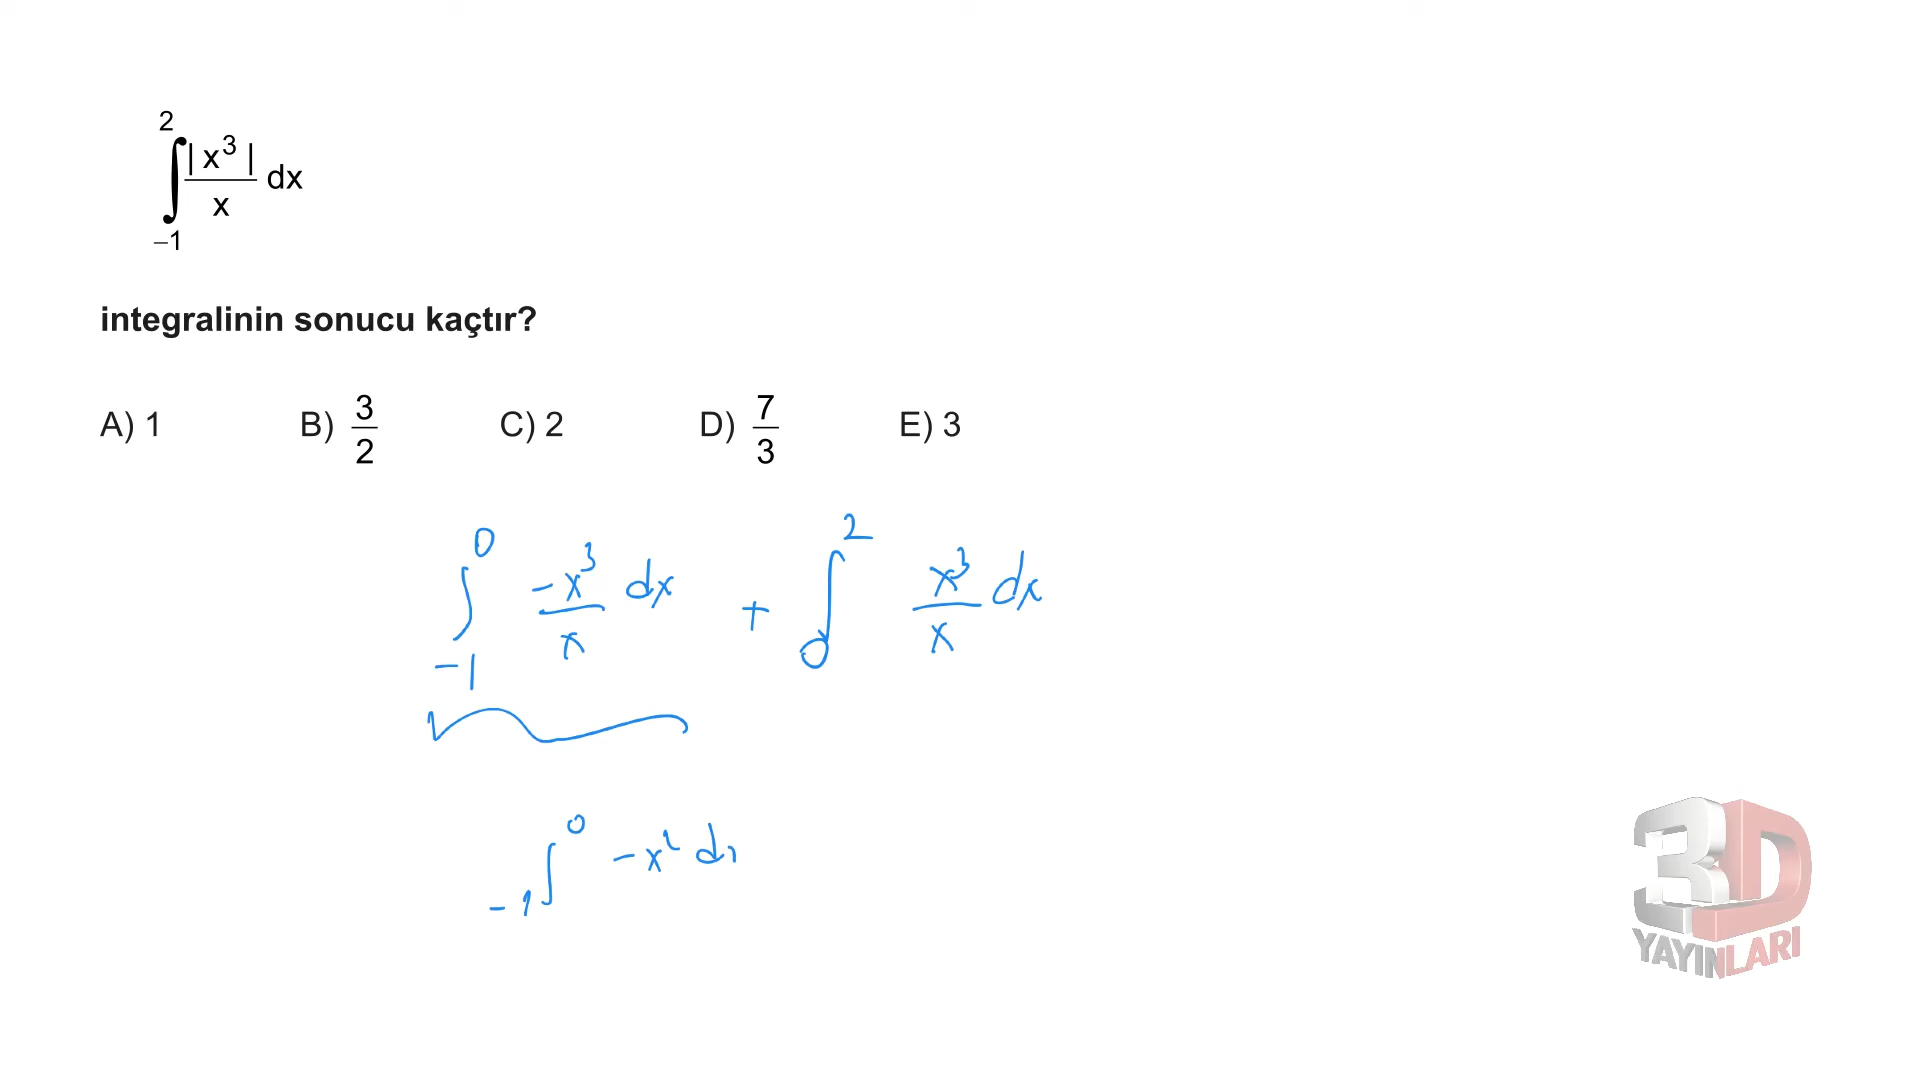 ∫_{-1}^{2} |x³|/x dx
integralinin sonucu kaçtır?
A) 1 B) 3/2 C) 2 D) 7/3 E) 3
∫_{-1}^{0} -x³/x dx + ∫_{0}^{2} x³/x dx
∫_{-1}^{0} -x² dx
3D
YAYINLARI